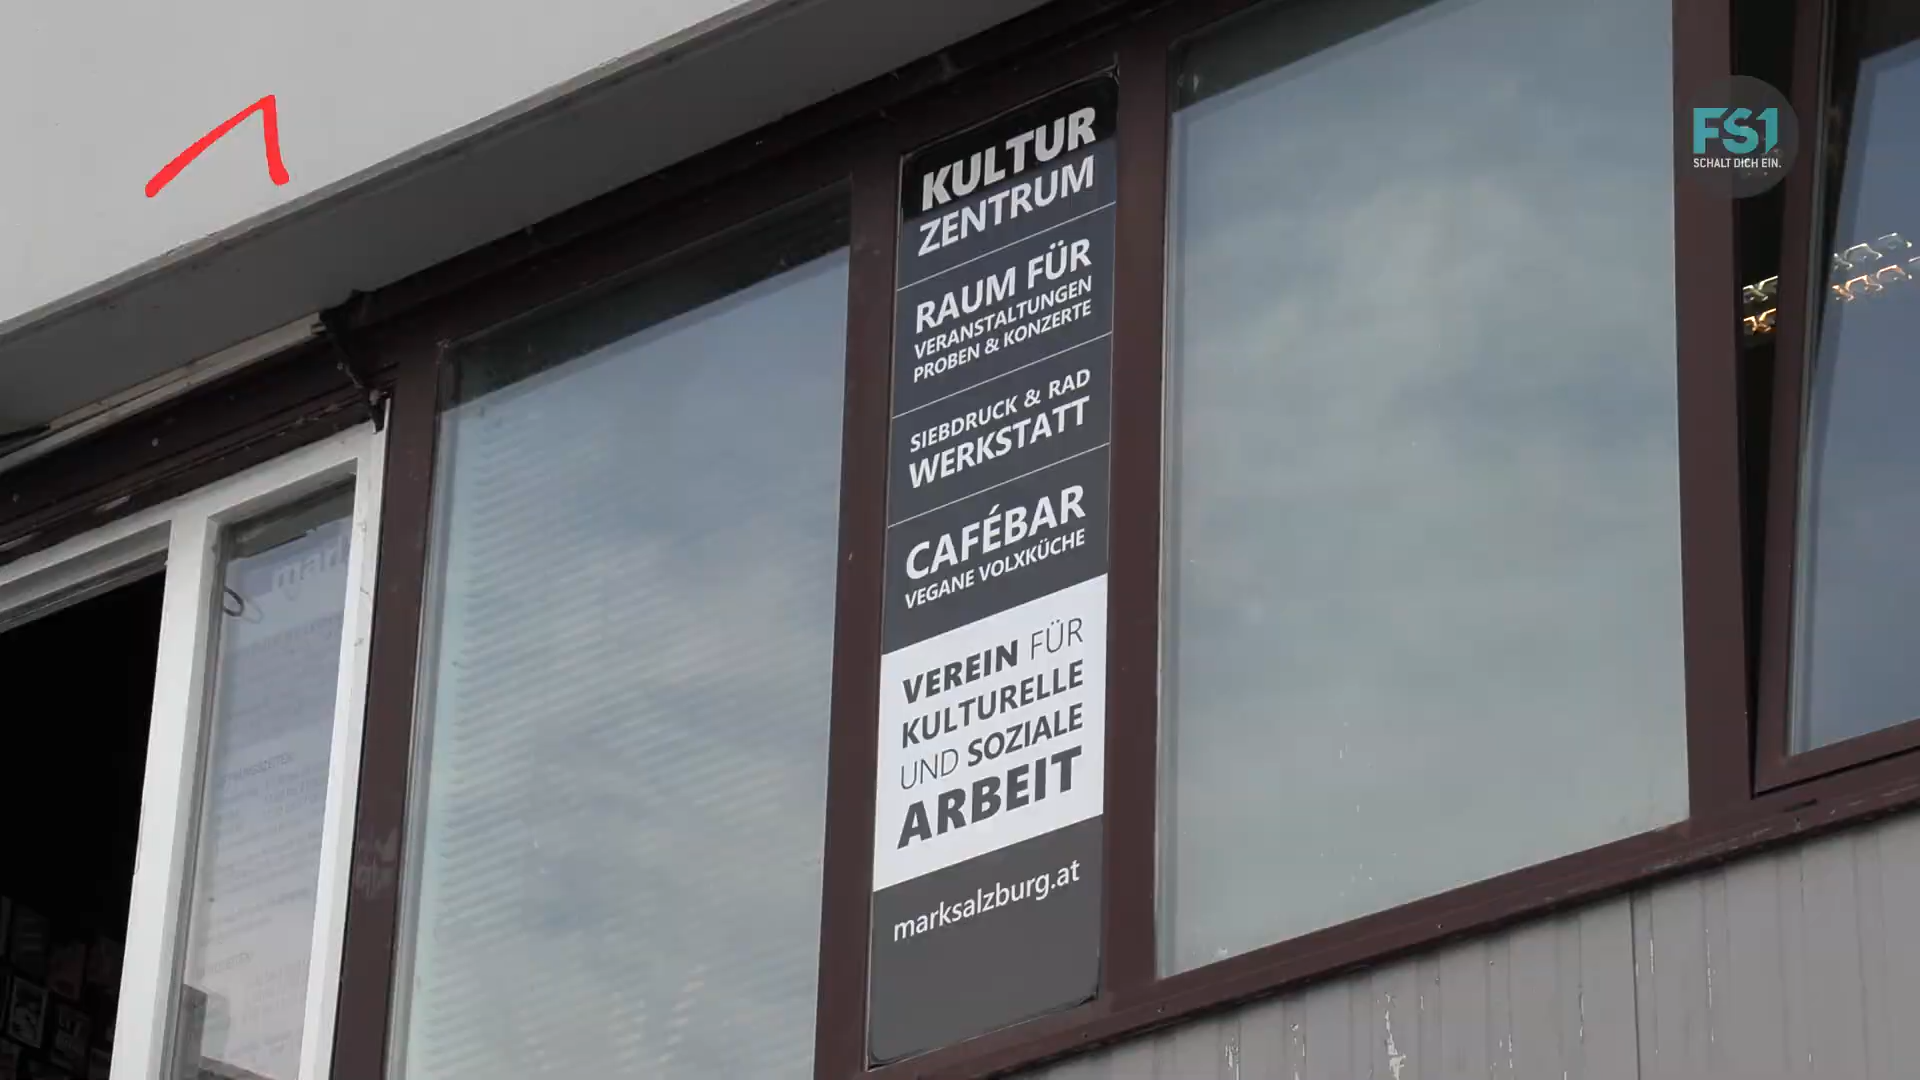 FS1
SCHALT DICH EIN.
KULTUR
ZENTRUM
RAUM FÜR
VERANSTALTUNGEN
PROBEN & KONZERTE
SIEBDRUCK & RAD
WERKSTATT
CAFÉBAR
VEGANE VOLXKÜCHE
VEREIN FÜR
KULTURELLE
UND SOZIALE
ARBEIT
marksalzburg.at